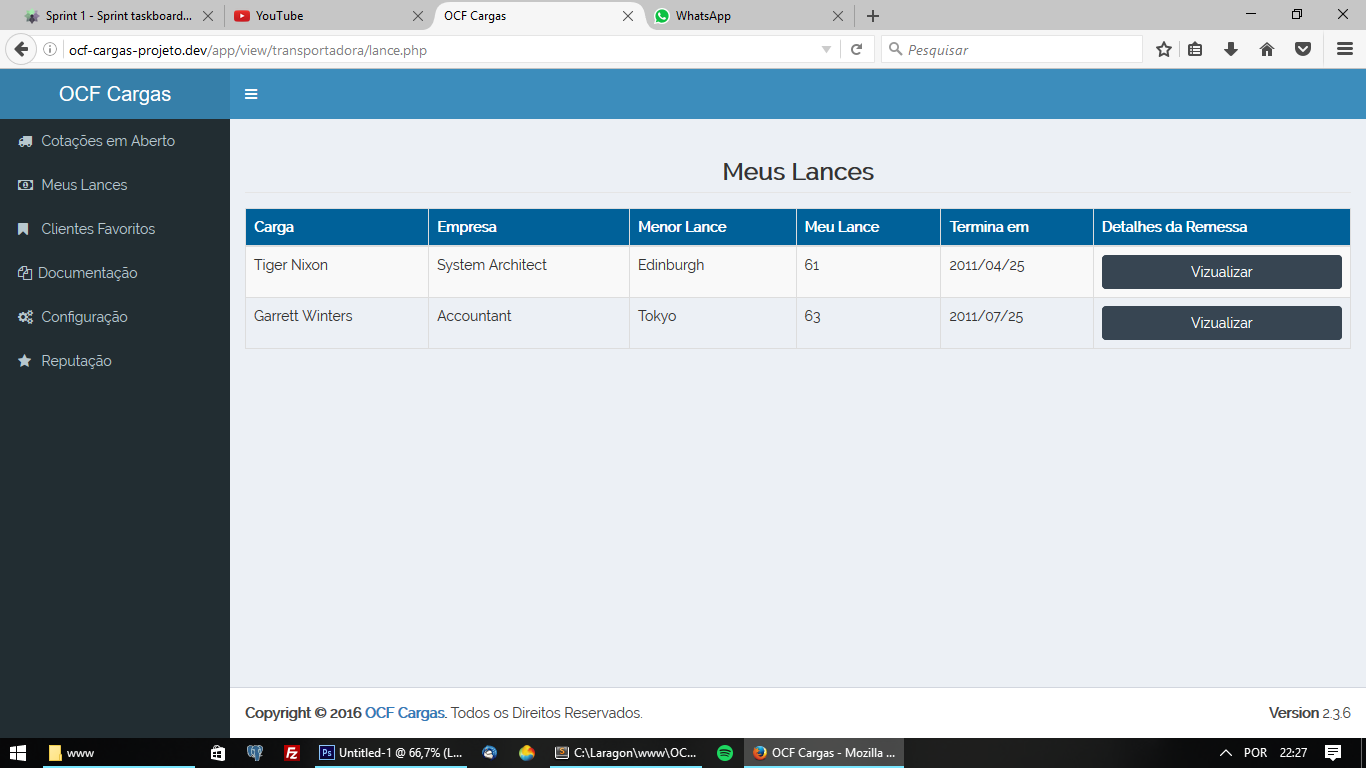 Sprint 1 - Sprint taskboard...
YouTube
OCF Cargas
WhatsApp
ocf-cargas-projeto.dev/app/view/transportadora/lance.php
Pesquisar
OCF Cargas
Cotações em Aberto
Meus Lances
Clientes Favoritos
Documentação
Configuração
Reputação
Meus Lances
Carga Empresa Menor Lance Meu Lance Termina em Detalhes da Remessa
Tiger Nixon System Architect Edinburgh 61 2011/04/25 Vizualizar
Garrett Winters Accountant Tokyo 63 2011/07/25 Vizualizar
Copyright © 2016 OCF Cargas. Todos os Direitos Reservados.
Version 2.3.6
www
Untitled-1 @ 66,7% (L...
C:\Laragon\www\OC...
OCF Cargas - Mozilla ...
POR
22:27